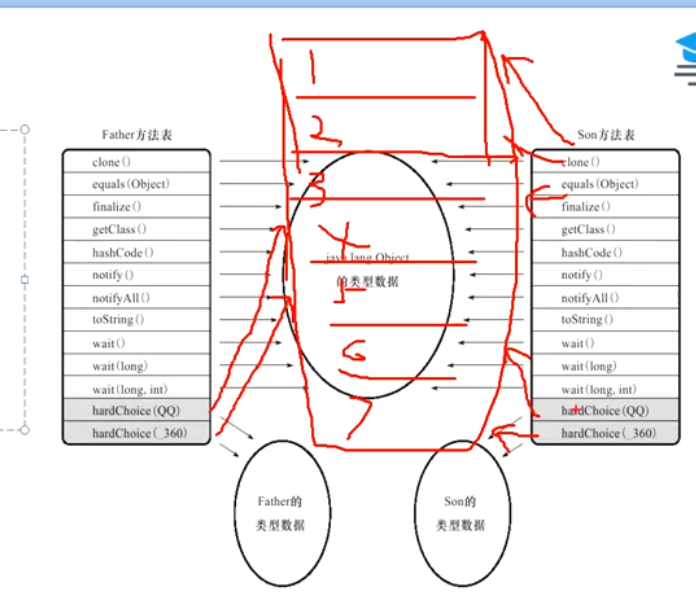 Father方法表
clone()
equals(Object)
finalize()
getClass()
hashCode()
notify()
notifyAll()
toString()
wait()
wait(long)
wait(long, int)
hardChoice(QQ)
hardChoice(_360)
1
2
3
4
java.lang.Object
的类型数据
5
6
7
Father的
类型数据
Son的
类型数据
Son方法表
clone()
equals(Object)
finalize()
getClass()
hashCode()
notify()
notifyAll()
toString()
wait()
wait(long)
wait(long, int)
hardChoice(QQ)
hardChoice(_360)